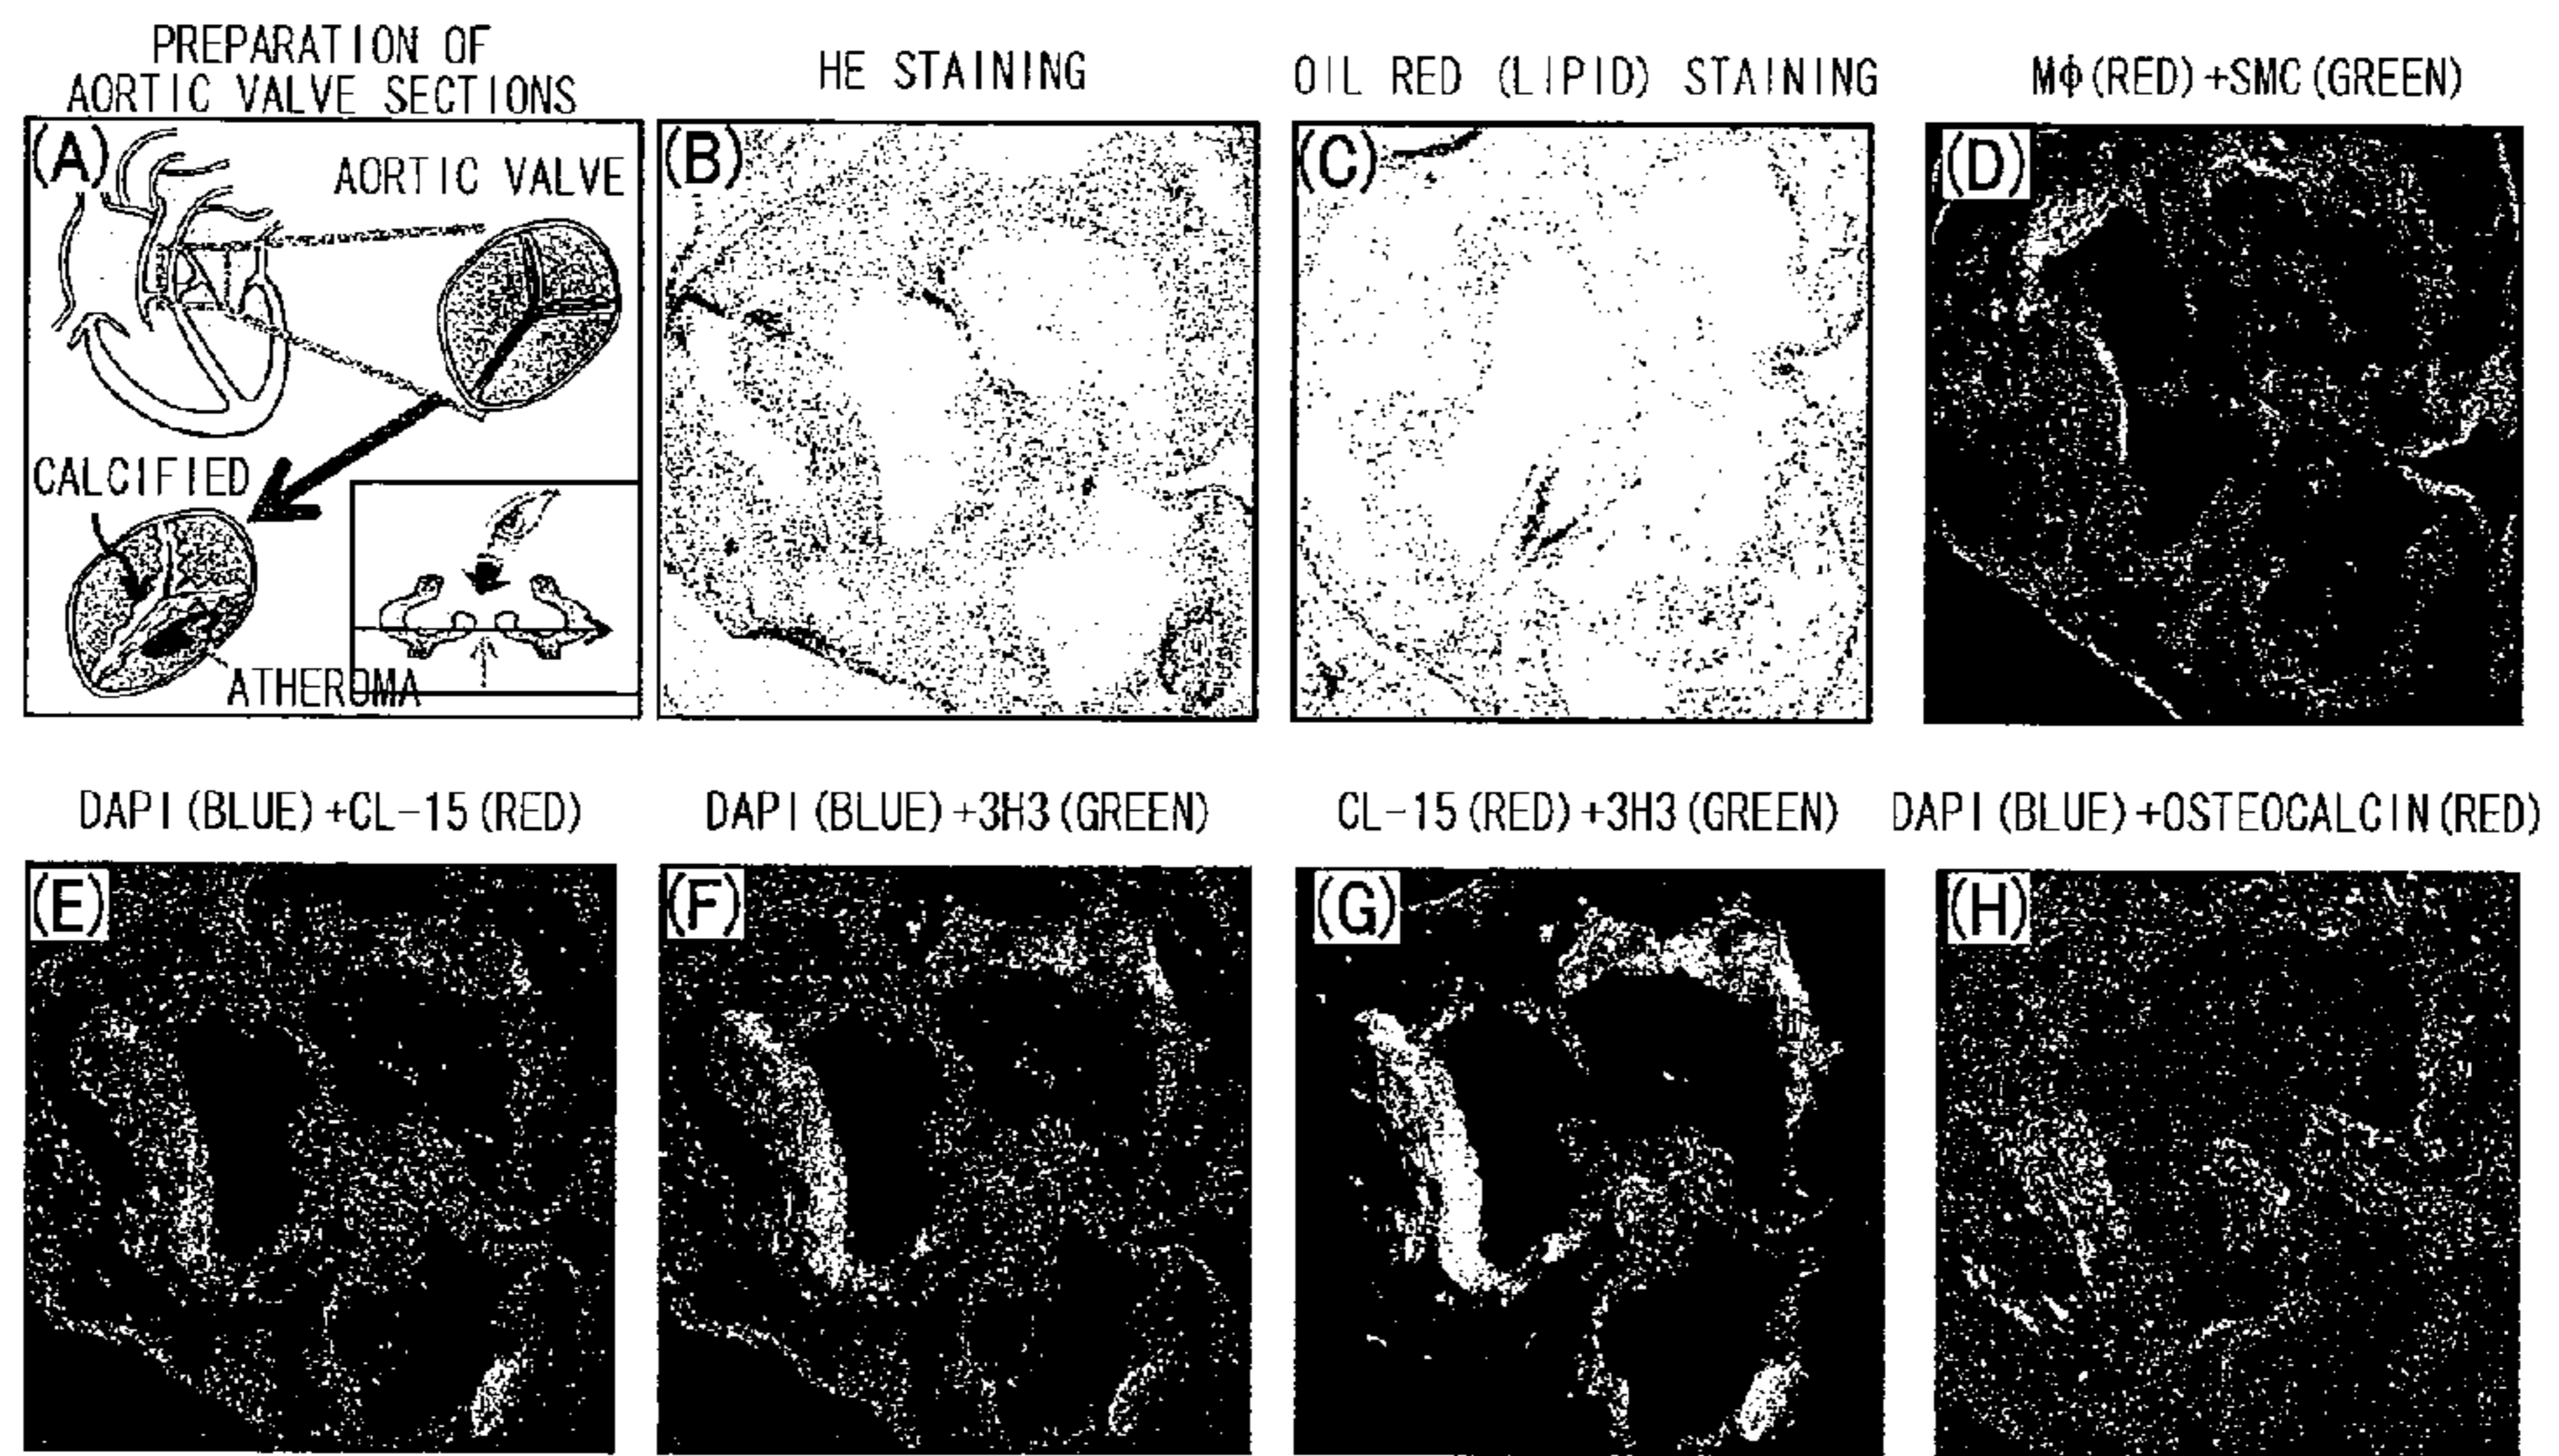 PREPARATION OF
AORTIC VALVE SECTIONS
HE STAINING
OIL RED (LIPID) STAINING
Mϕ(RED)+SMC(GREEN)
(A)
AORTIC VALVE
CALCIFIED
ATHEROMA
(B)
(C)
(D)
DAPI(BLUE)+CL-15(RED)
DAPI(BLUE)+3H3(GREEN)
CL-15(RED)+3H3(GREEN)
DAPI(BLUE)+OSTEOCALCIN(RED)
(E)
(F)
(G)
(H)